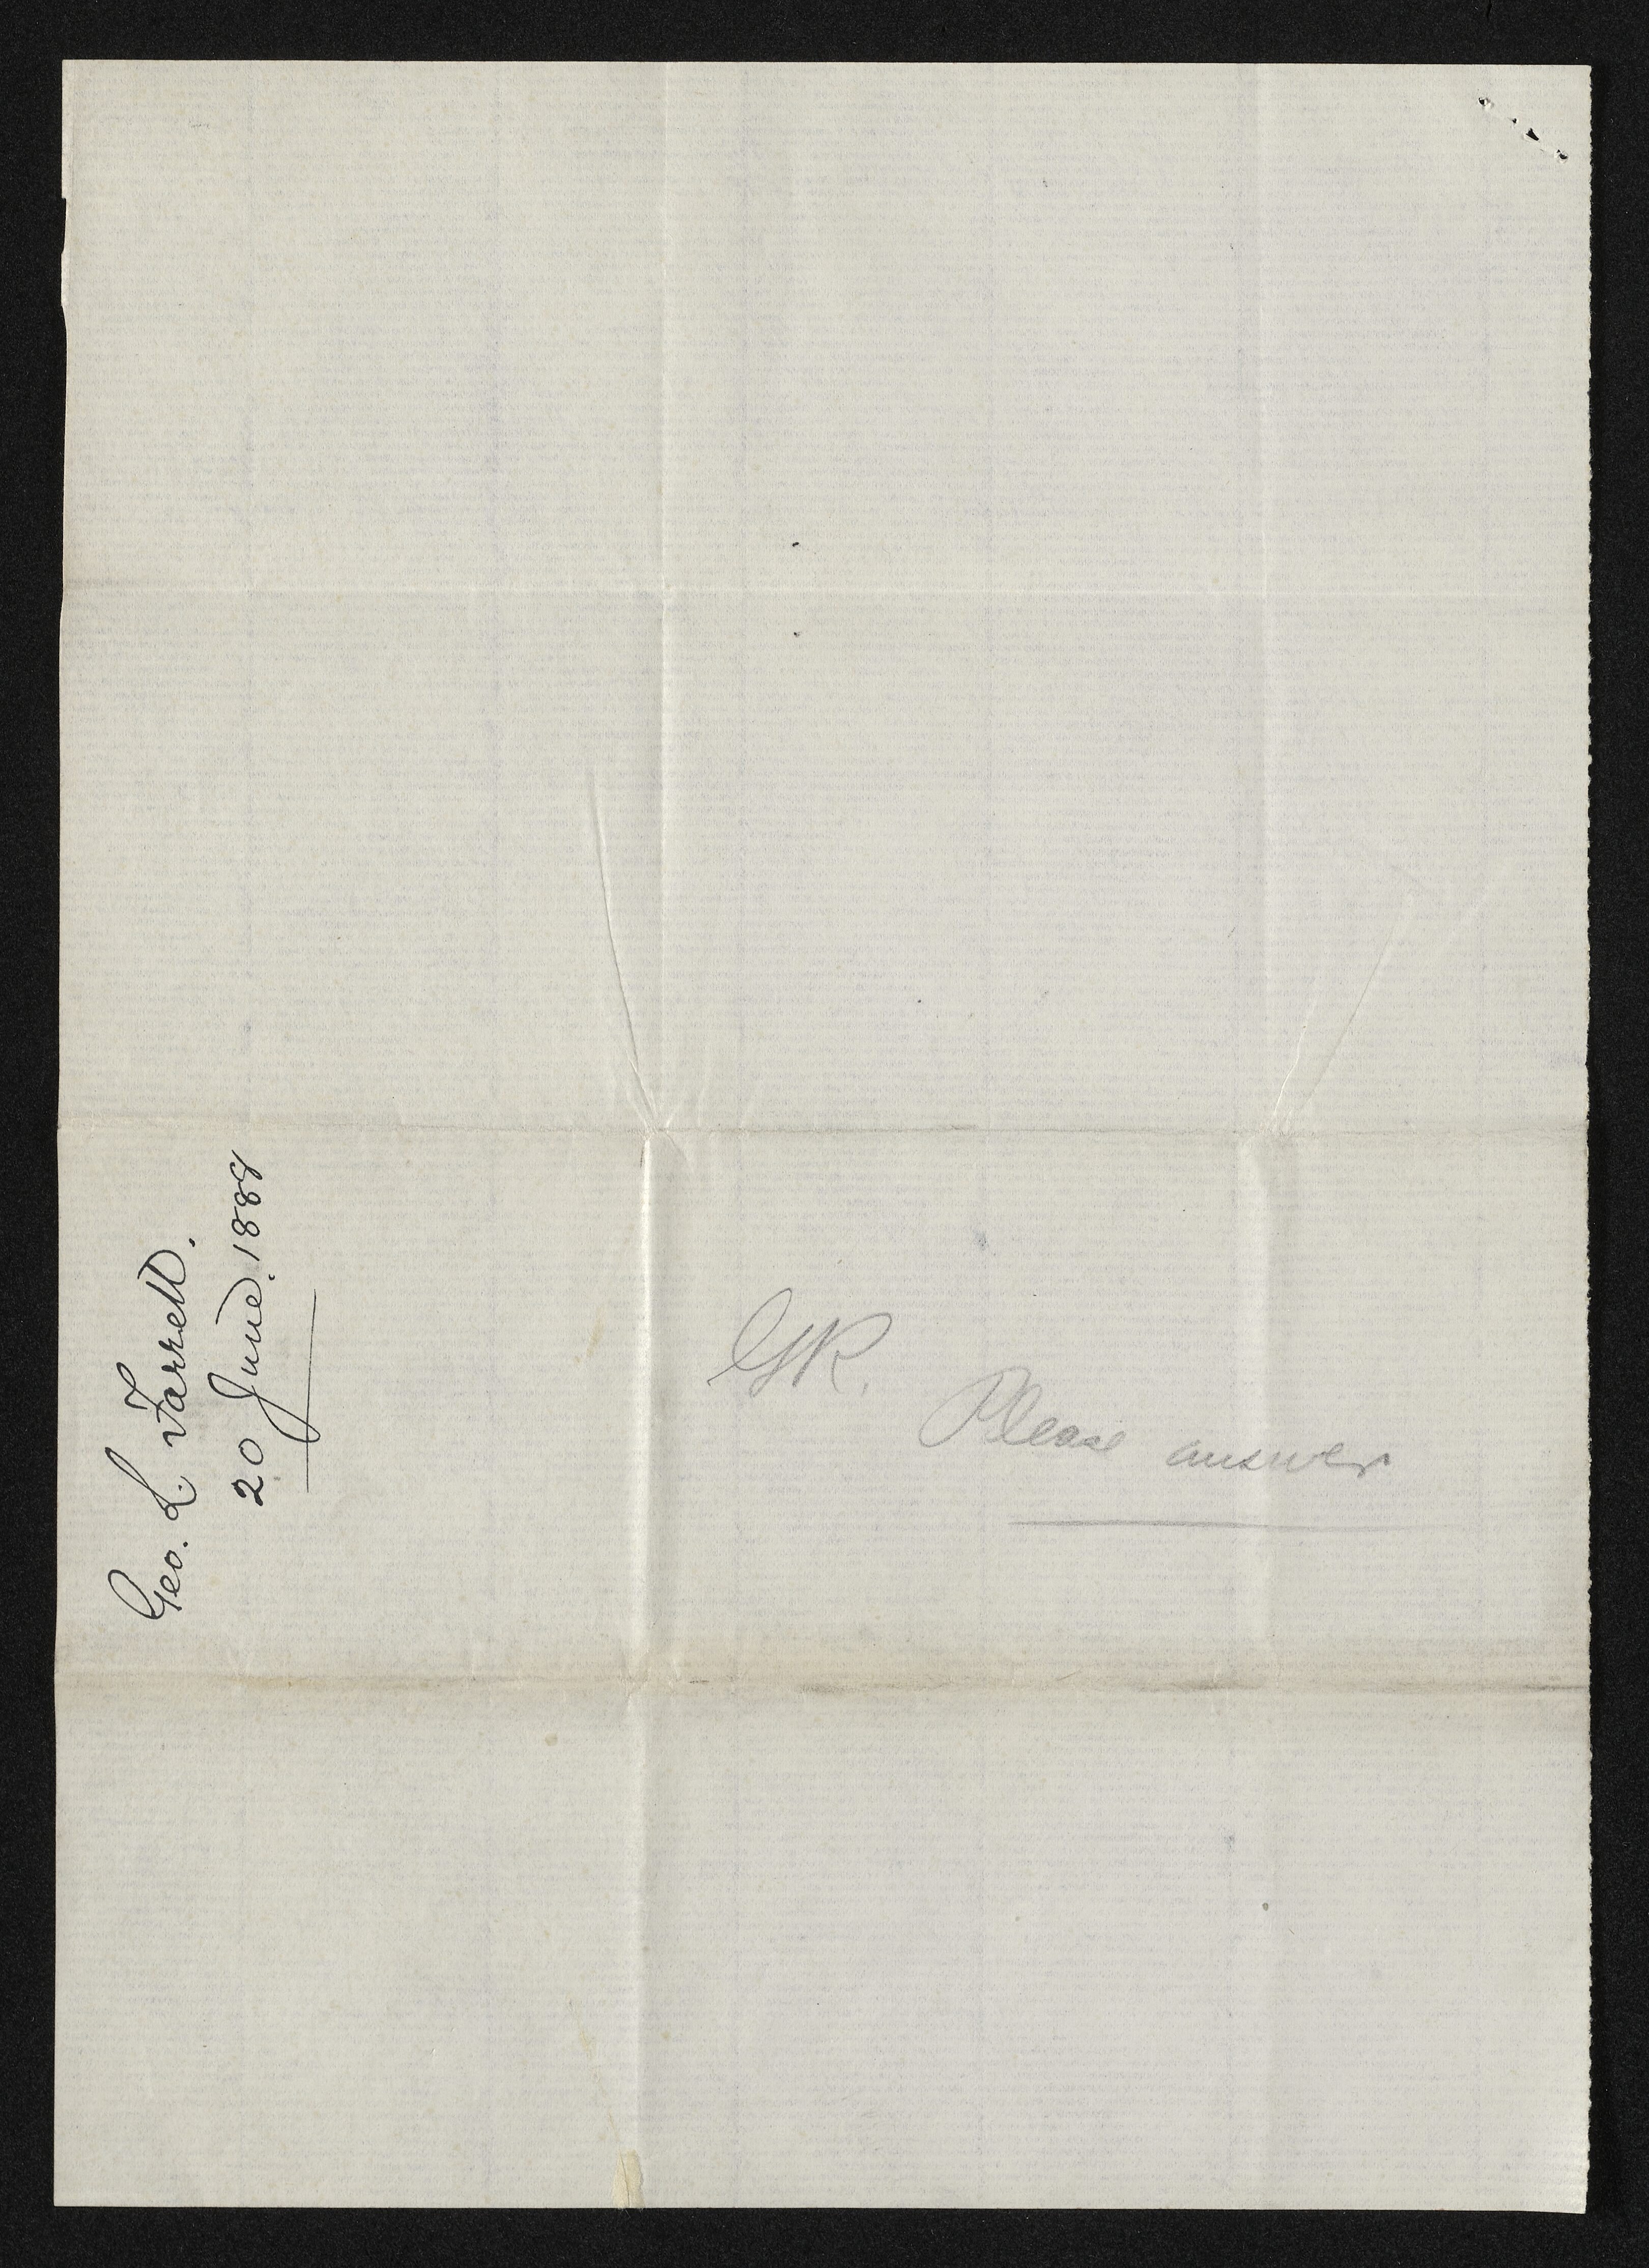 Geo. L. Farrell.
20 June. 1888
GR.
Please answer